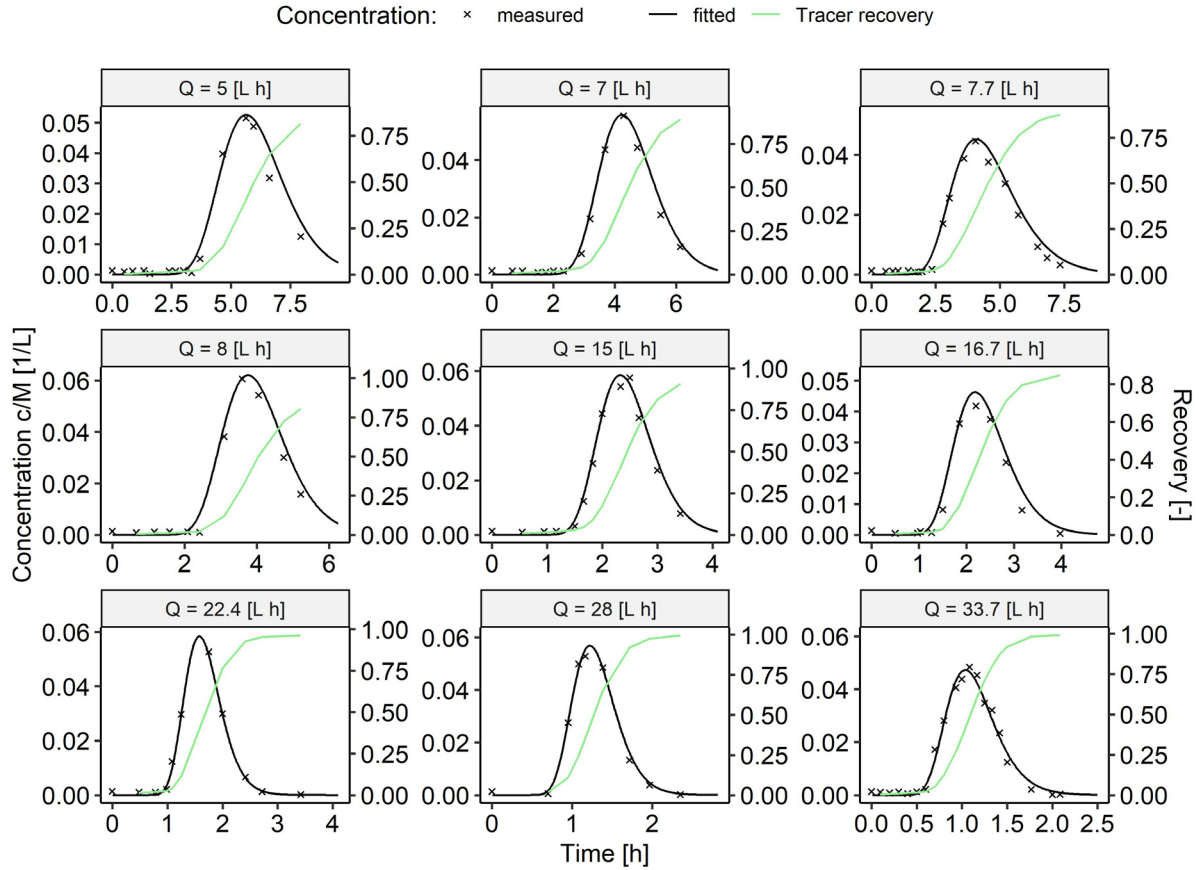 Concentration: × measured — fitted — Tracer recovery
Q = 5 [L h] Q = 7 [L h] Q = 7.7 [L h]
0.05 0.04 0.03 0.02 0.01 0.00
0.75 0.50 0.25 0.00
0.0 2.5 5.0 7.5
0.04 0.02 0.00
0.75 0.50 0.25 0.00
0 2 4 6
0.04 0.02 0.00
0.75 0.50 0.25 0.00
0.0 2.5 5.0 7.5
Concentration c/M [1/L]
Q = 8 [L h] Q = 15 [L h] Q = 16.7 [L h]
0.06 0.04 0.02 0.00
1.00 0.75 0.50 0.25 0.00
0 2 4 6
0.06 0.04 0.02 0.00
1.00 0.75 0.50 0.25 0.00
0 1 2 3 4
0.05 0.04 0.03 0.02 0.01 0.00
0.8 0.6 0.4 0.2 0.0
0 1 2 3 4
Recovery [-]
Q = 22.4 [L h] Q = 28 [L h] Q = 33.7 [L h]
0.06 0.04 0.02 0.00
1.00 0.75 0.50 0.25 0.00
0 1 2 3 4
0.06 0.04 0.02 0.00
1.00 0.75 0.50 0.25 0.00
0 1 2
0.06 0.04 0.02 0.00
1.00 0.75 0.50 0.25 0.00
0.0 0.5 1.0 1.5 2.0 2.5
Time [h]